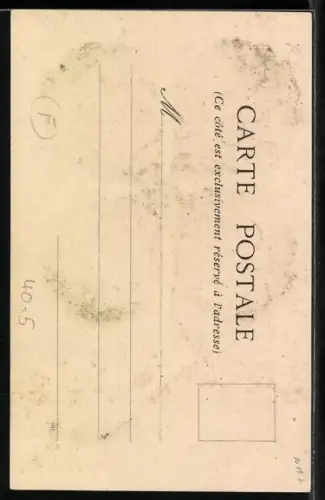 CARTE POSTALE
(Ce côté est exclusivement réservé à l'adresse)
M
(F)
40-5